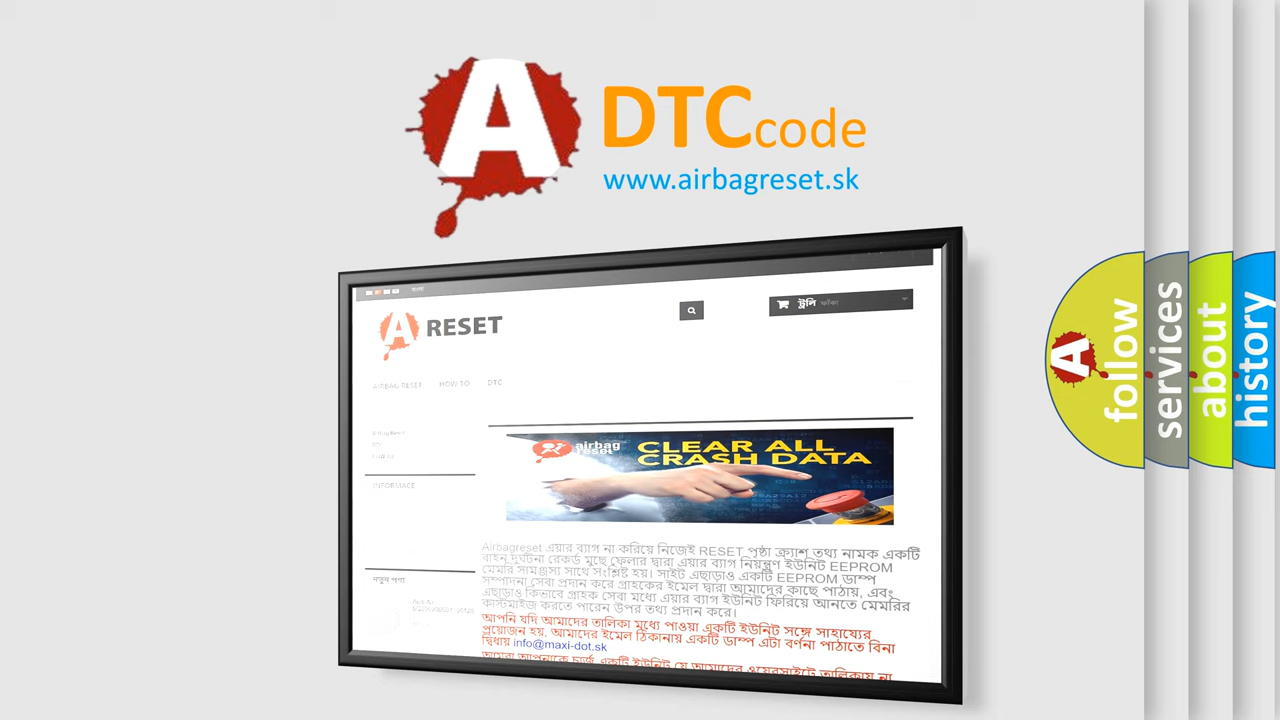 A
DTCcode
www.airbagreset.sk
বাংলা
A RESET
ট্রলি ফাঁকা
AIRBAG RESET HOW TO DTC
INFORMACE
airbag
reset
CLEAR ALL
CRASH DATA
Airbagreset এয়ার ব্যাগ না করিয়ে নিজেই RESET পৃষ্ঠা ক্র্যাশ তথ্য নামক একটি
বাহন দুর্ঘটনা রেকর্ড মুছে ফেলার দ্বারা এয়ার ব্যাগ নিয়ন্ত্রণ ইউনিট EEPROM
মেমরি সামঞ্জস্য সাথে সংশ্লিষ্ট হয়। সাইট এছাড়াও একটি EEPROM ডাম্প
সম্পাদনা সেবা প্রদান করে গ্রাহকের ইমেল দ্বারা আমাদের কাছে পাঠায়, এবং
এছাড়াও কিভাবে গ্রাহক সেবা মধ্যে এয়ার ব্যাগ ইউনিট ফিরিয়ে আনতে মেমরির
কাস্টমাইজ করতে পারেন উপর তথ্য প্রদান করে।
আপনি যদি আমাদের তালিকা মধ্যে পাওয়া একটি ইউনিট সঙ্গে সাহায্যের
প্রয়োজন হয়, আমাদের ইমেল ঠিকানায় একটি ডাম্প এটা বর্ণনা পাঠাতে বিনা
দ্বিধায় info@maxi-dot.sk
নতুন পণ্য
A follow
services
about
history